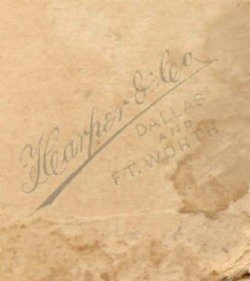 Harper & Co
DALLAS
AND
FT. WORTH